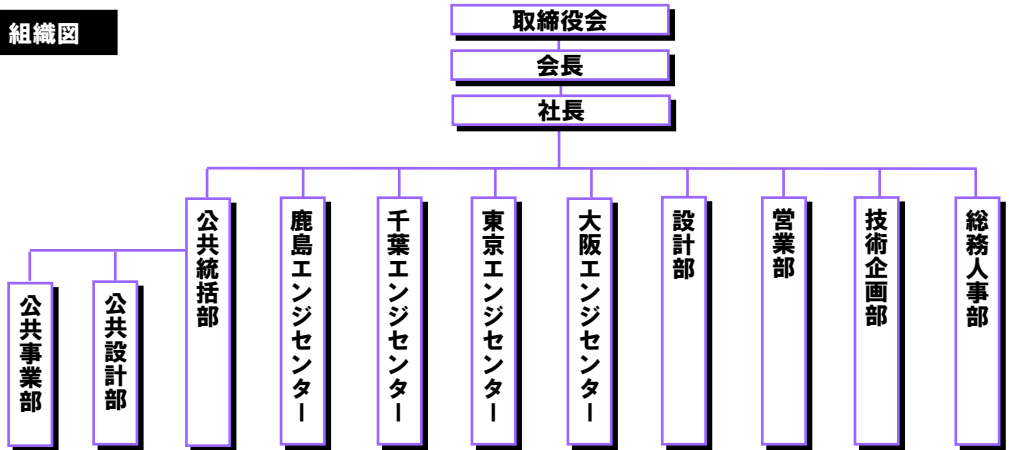 組織図
取締役会
会長
社長
公共事業部
公共設計部
公共統括部
鹿島エンジセンター
千葉エンジセンター
東京エンジセンター
大阪エンジセンター
設計部
営業部
技術企画部
総務人事部